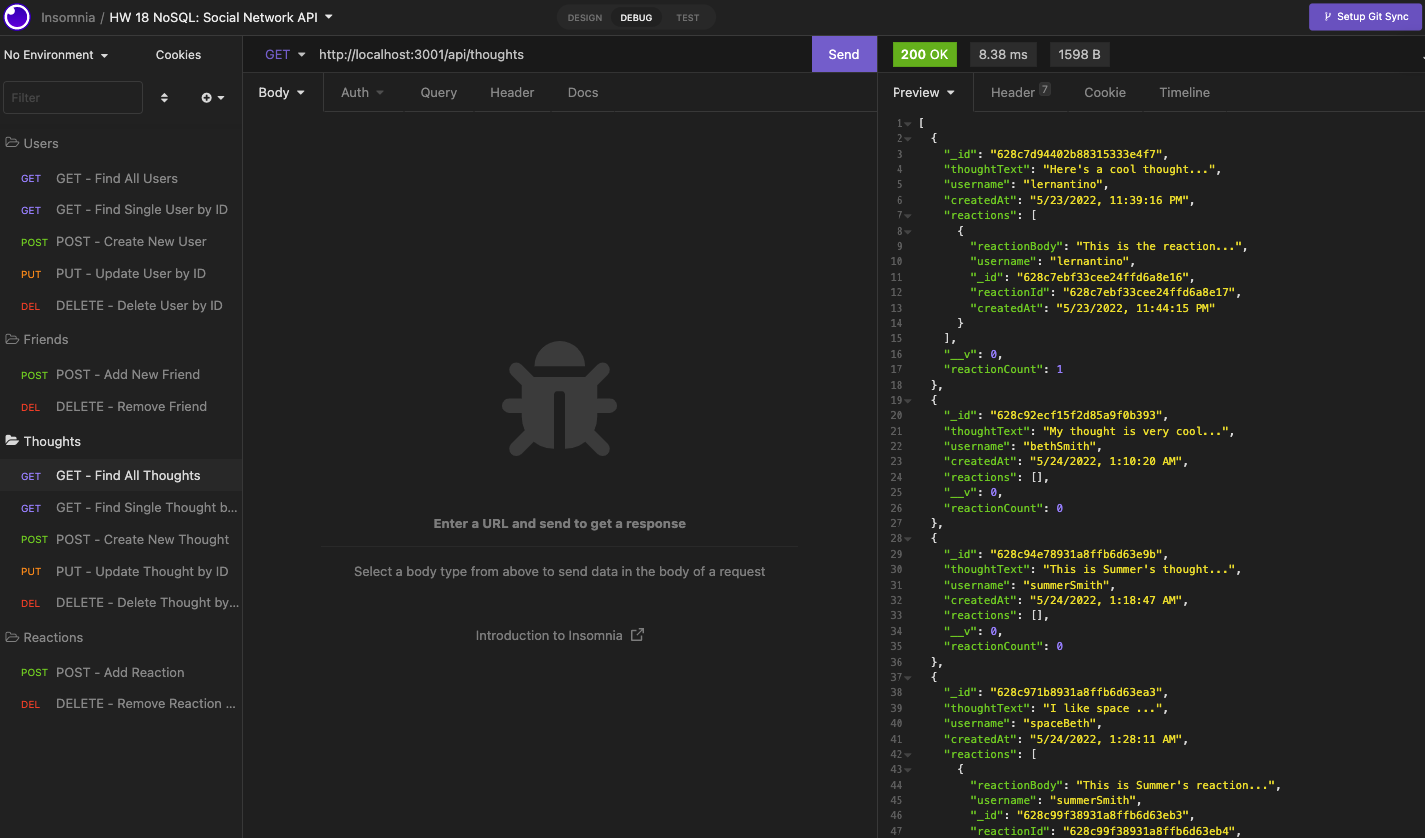 Insomnia / HW 18 NoSQL: Social Network API
DESIGN DEBUG TEST
Setup Git Sync
No Environment Cookies
Filter
Users
GET GET - Find All Users
GET GET - Find Single User by ID
POST POST - Create New User
PUT PUT - Update User by ID
DEL DELETE - Delete User by ID
Friends
POST POST - Add New Friend
DEL DELETE - Remove Friend
Thoughts
GET GET - Find All Thoughts
GET GET - Find Single Thought b...
POST POST - Create New Thought
PUT PUT - Update Thought by ID
DEL DELETE - Delete Thought by...
Reactions
POST POST - Add Reaction
DEL DELETE - Remove Reaction ...
GET http://localhost:3001/api/thoughts Send
Body Auth Query Header Docs
Enter a URL and send to get a response
Select a body type from above to send data in the body of a request
Introduction to Insomnia
200 OK 8.38 ms 1598 B
Preview Header 7 Cookie Timeline
1 [
2 {
3 "_id": "628c7d94402b88315333e4f7",
4 "thoughtText": "Here's a cool thought...",
5 "username": "lernantino",
6 "createdAt": "5/23/2022, 11:39:16 PM",
7 "reactions": [
8 {
9 "reactionBody": "This is the reaction...",
10 "username": "lernantino",
11 "_id": "628c7ebf33cee24ffd6a8e16",
12 "reactionId": "628c7ebf33cee24ffd6a8e17",
13 "createdAt": "5/23/2022, 11:44:15 PM"
14 }
15 ],
16 "__v": 0,
17 "reactionCount": 1
18 },
19 {
20 "_id": "628c92ecf15f2d85a9f0b393",
21 "thoughtText": "My thought is very cool...",
22 "username": "bethSmith",
23 "createdAt": "5/24/2022, 1:10:20 AM",
24 "reactions": [],
25 "__v": 0,
26 "reactionCount": 0
27 },
28 {
29 "_id": "628c94e78931a8ffb6d63e9b",
30 "thoughtText": "This is Summer's thought...",
31 "username": "summerSmith",
32 "createdAt": "5/24/2022, 1:18:47 AM",
33 "reactions": [],
34 "__v": 0,
35 "reactionCount": 0
36 },
37 {
38 "_id": "628c971b8931a8ffb6d63ea3",
39 "thoughtText": "I like space ...",
40 "username": "spaceBeth",
41 "createdAt": "5/24/2022, 1:28:11 AM",
42 "reactions": [
43 {
44 "reactionBody": "This is Summer's reaction...",
45 "username": "summerSmith",
46 "_id": "628c99f38931a8ffb6d63eb3",
47 "reactionId": "628c99f38931a8ffb6d63eb4",